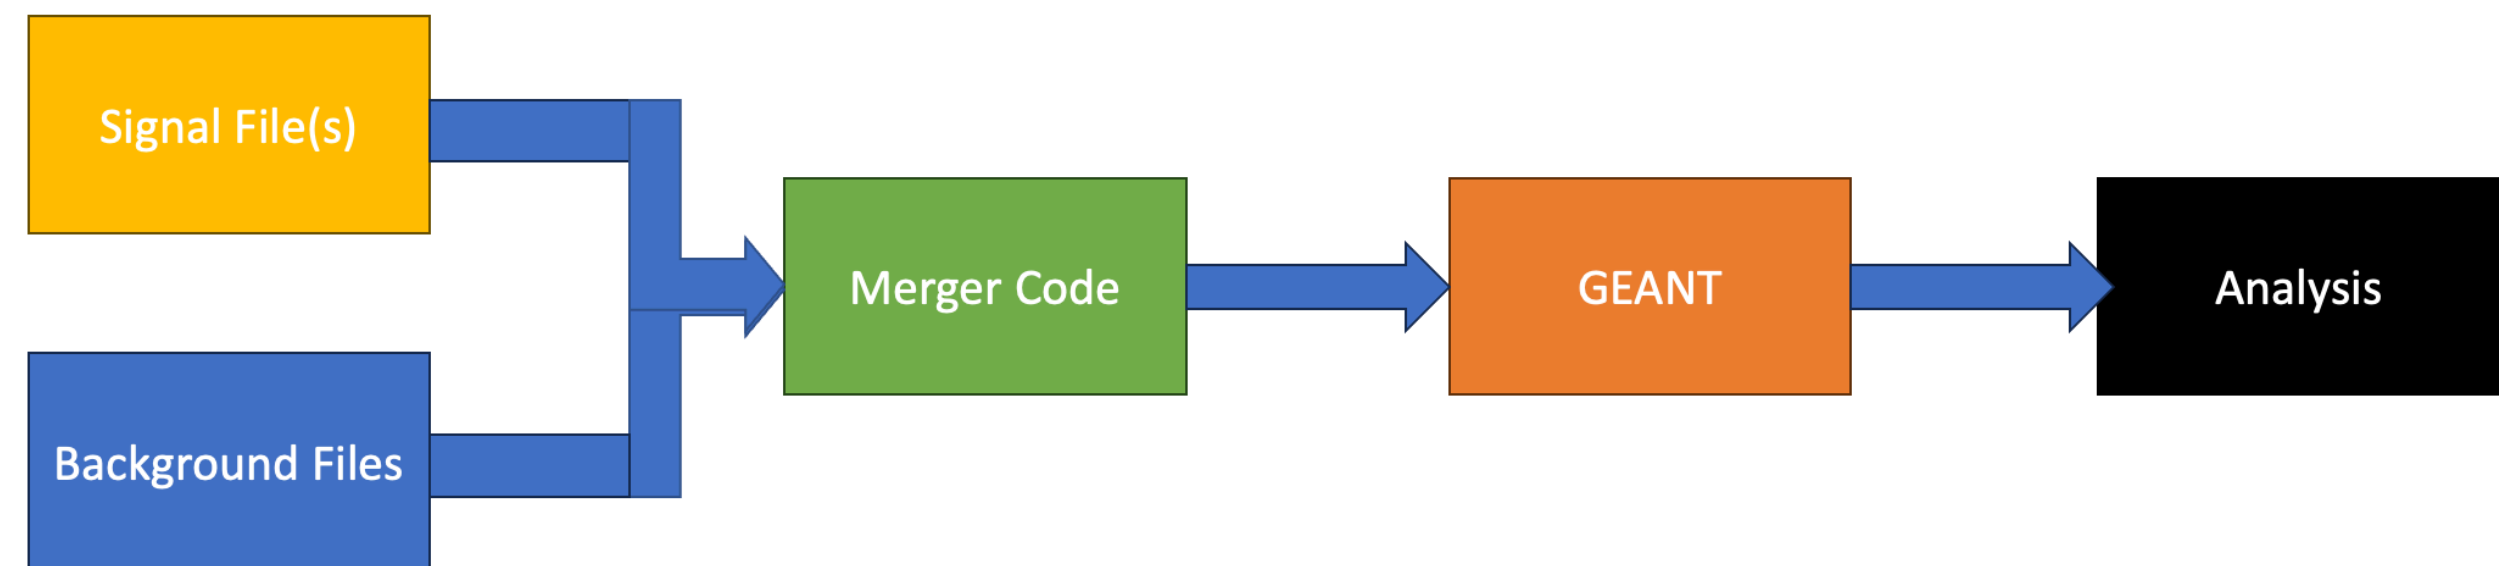 Signal File(s)
Background Files
Merger Code
GEANT
Analysis